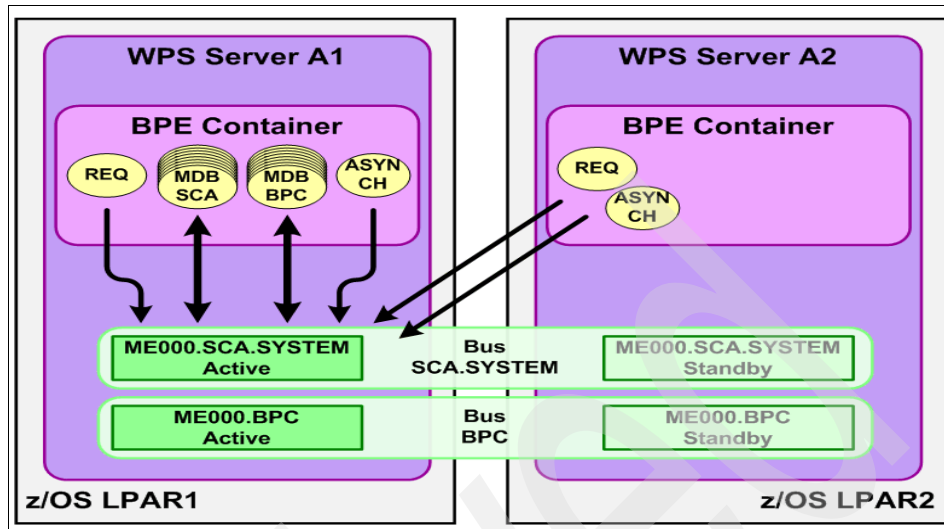 WPS Server A1
BPE Container
REQ
MDB
SCA
MDB
BPC
ASYN
CH
WPS Server A2
BPE Container
REQ
ASYN
CH
ME000.SCA.SYSTEM
Active
Bus
SCA.SYSTEM
ME000.SCA.SYSTEM
Standby
ME000.BPC
Active
Bus
BPC
ME000.BPC
Standby
z/OS LPAR1
z/OS LPAR2